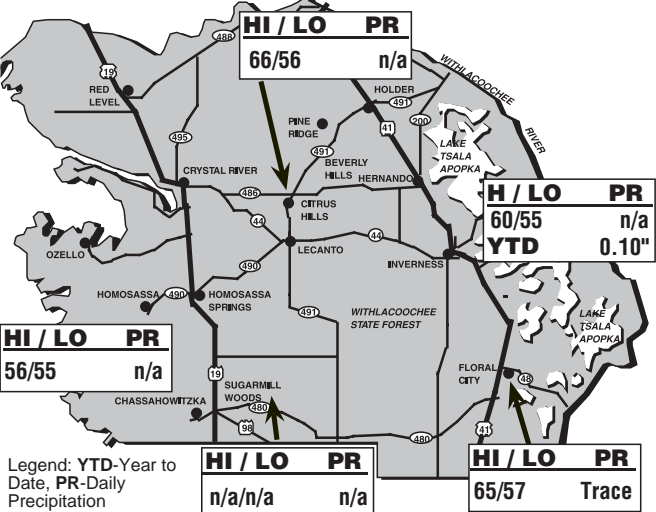 HI / LO PR
66/56 n/a
488
19
RED
LEVEL
HOLDER
491
WITHLACOOCHEE
RIVER
PINE
RIDGE
41
200
495
491
LAKE
TSALA
APOPKA
BEVERLY
HILLS
CRYSTAL RIVER
HERNANDO
486
CITRUS
HILLS
H / LO PR
60/55 n/a
YTD 0.10"
44
44
OZELLO
LECANTO
INVERNESS
490
HOMOSASSA
490
HOMOSASSA
SPRINGS
491
WITHLACOOCHEE
STATE FOREST
LAKE
TSALA
APOPKA
HI / LO PR
56/55 n/a
19
FLORAL
CITY
48
SUGARMILL
WOODS
CHASSAHOWITZKA
480
98
480
41
Legend: YTD-Year to
Date, PR-Daily
Precipitation
HI / LO PR
n/a/n/a n/a
HI / LO PR
65/57 Trace